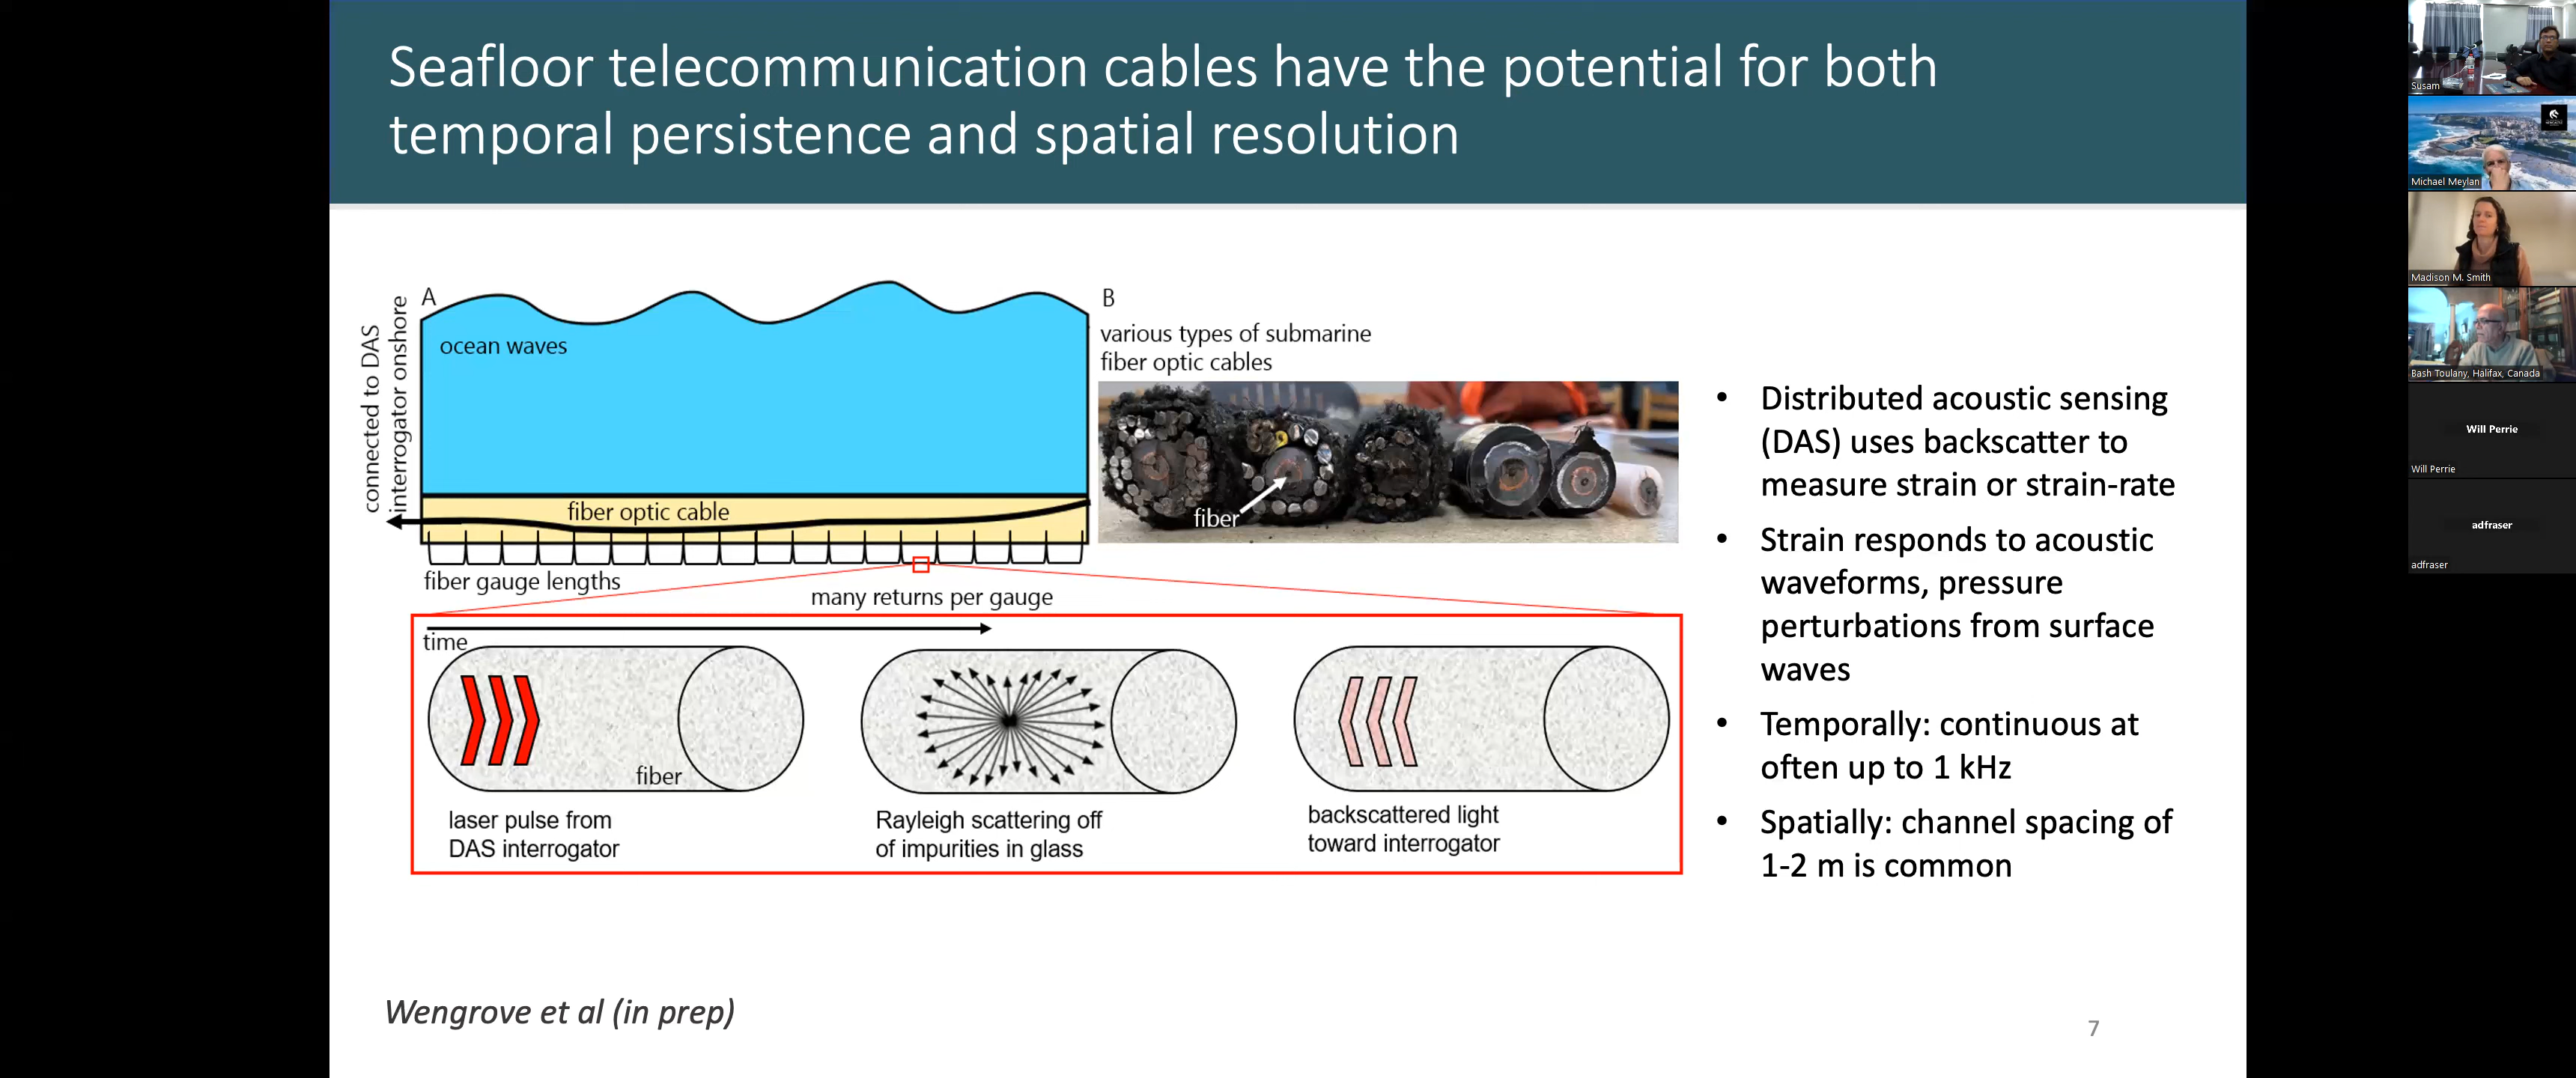 Seafloor telecommunication cables have the potential for both
temporal persistence and spatial resolution
connected to DAS
interrogator onshore
A
ocean waves
fiber optic cable
fiber gauge lengths
many returns per gauge
B
various types of submarine
fiber optic cables
fiber
time
fiber
laser pulse from
DAS interrogator
Rayleigh scattering off
of impurities in glass
backscattered light
toward interrogator
• Distributed acoustic sensing
(DAS) uses backscatter to
measure strain or strain-rate
• Strain responds to acoustic
waveforms, pressure
perturbations from surface
waves
• Temporally: continuous at
often up to 1 kHz
• Spatially: channel spacing of
1-2 m is common
Wengrove et al (in prep)
7
Susam
Michael Meylan
Madison M. Smith
Bash Toulany, Halifax, Canada
Will Perrie
Will Perrie
adfraser
adfraser